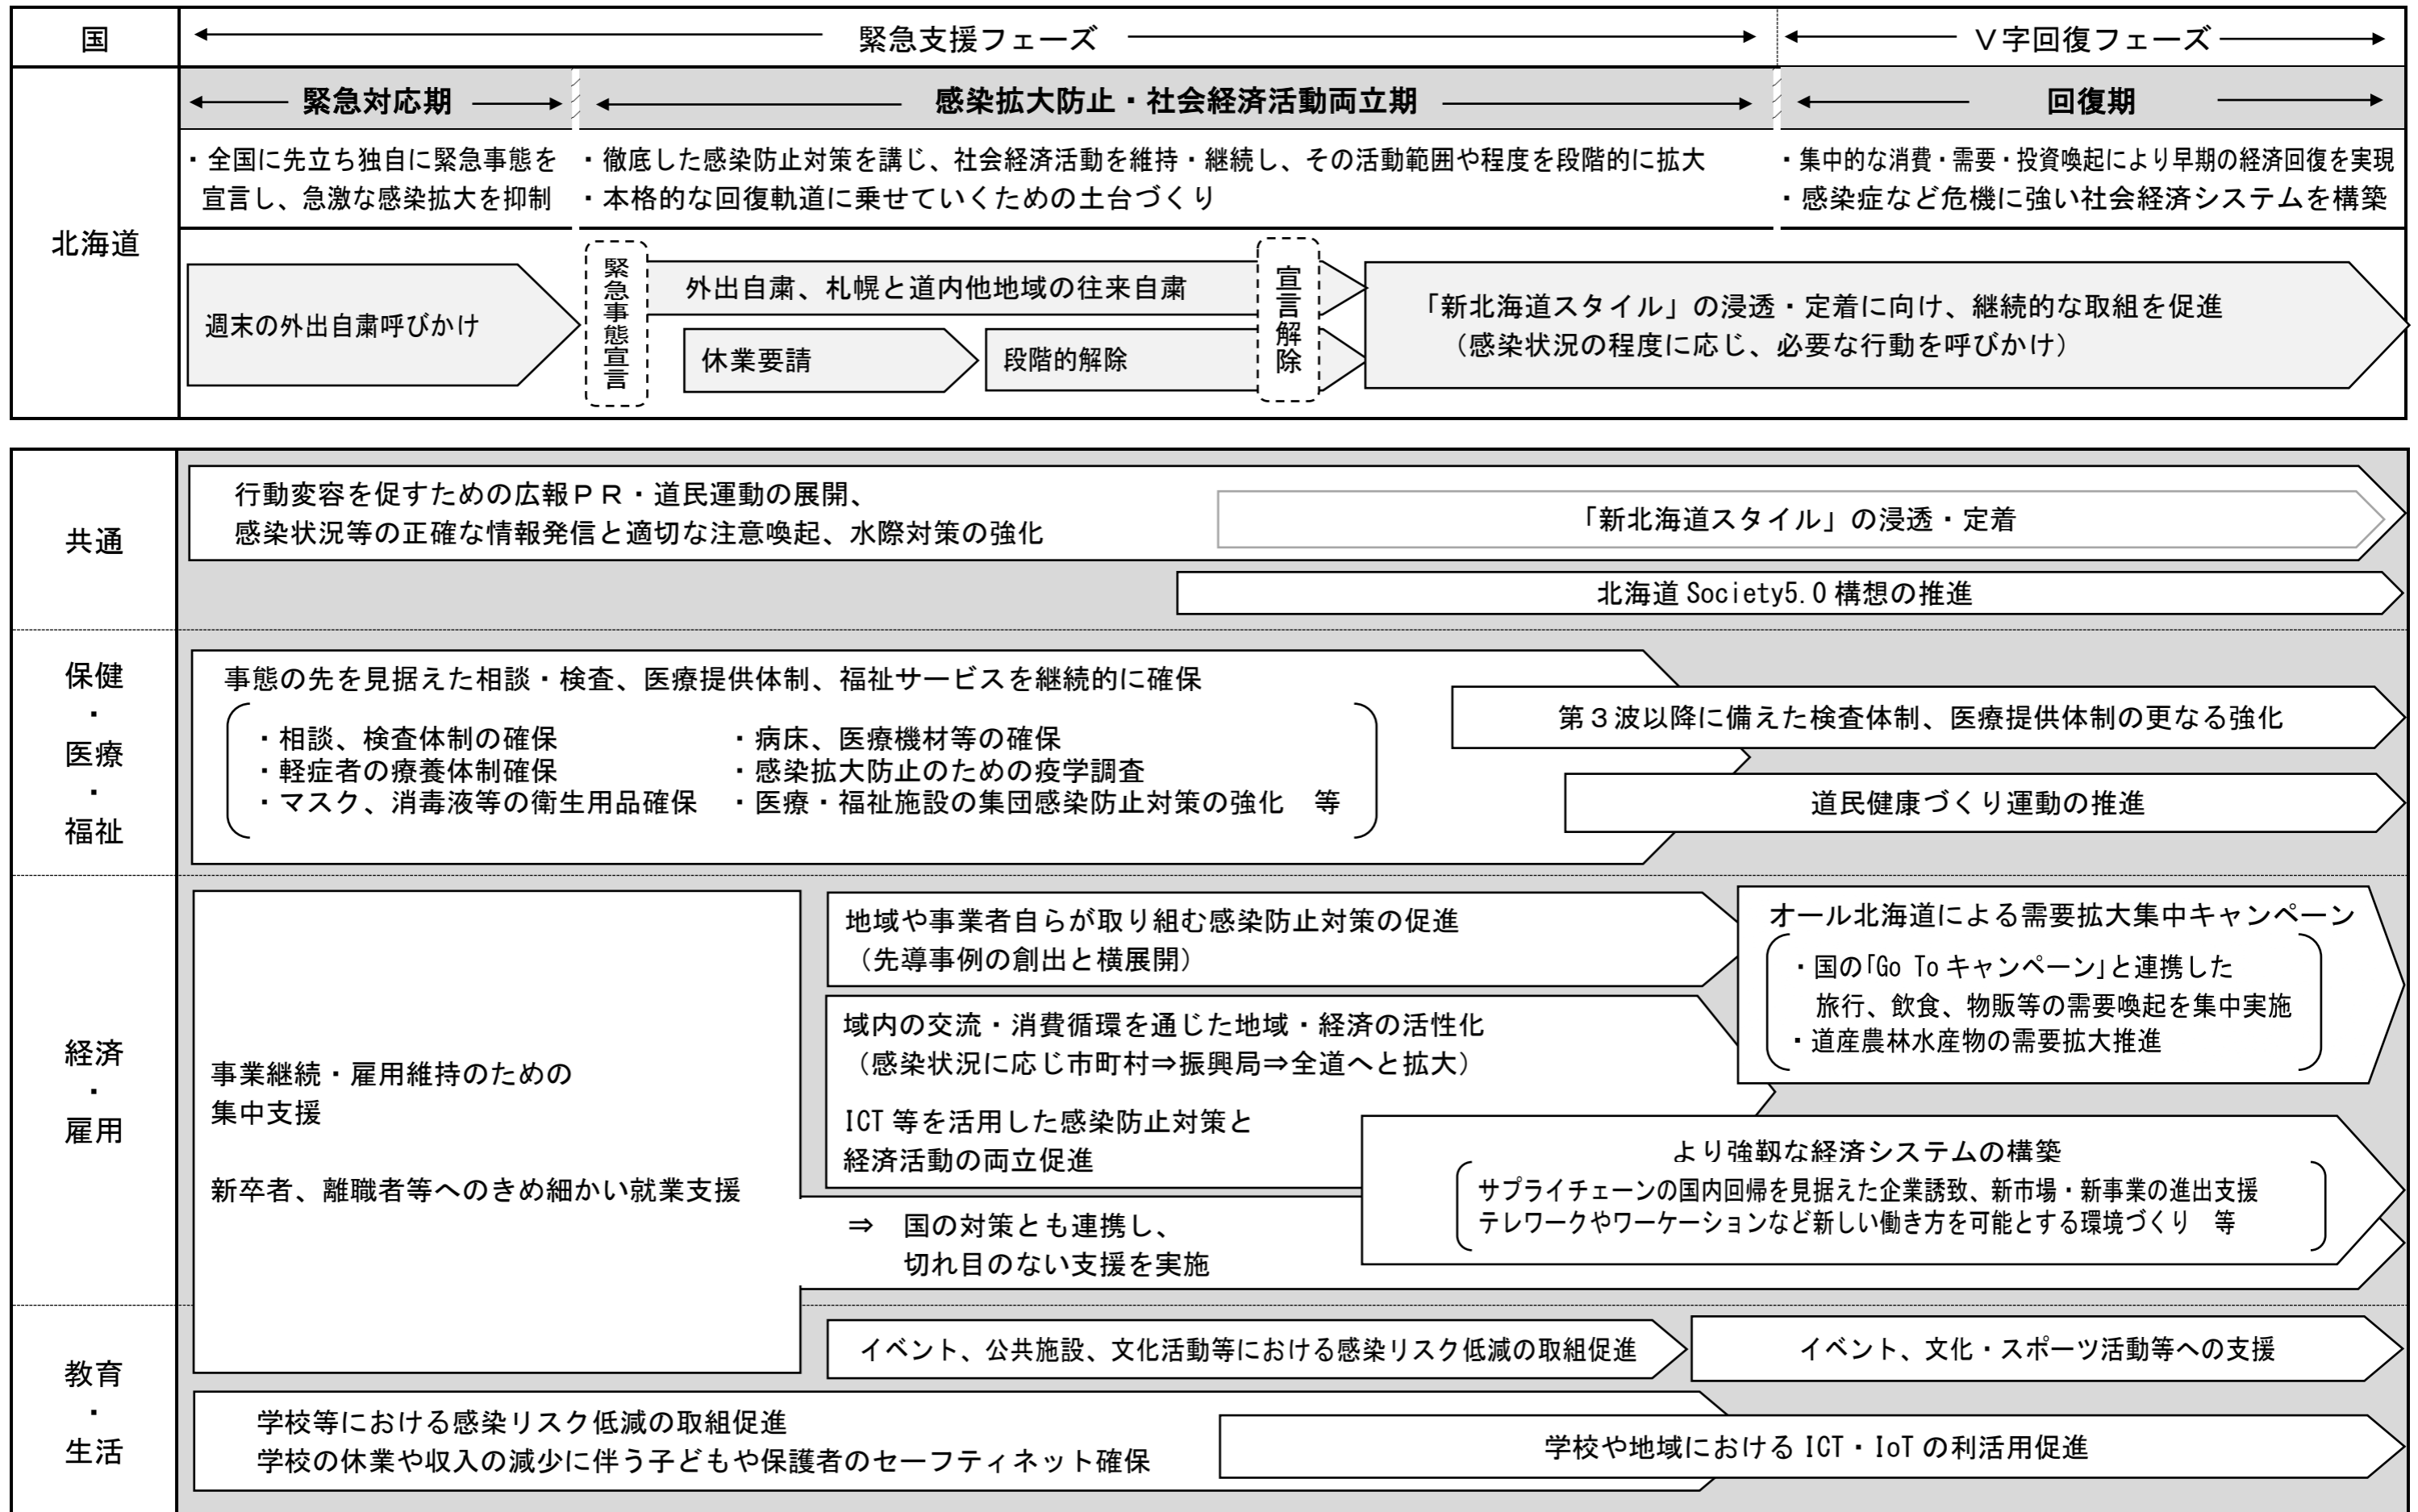 国
緊急支援フェーズ
Ⅴ字回復フェーズ
北海道
緊急対応期
感染拡大防止・社会経済活動両立期
回復期
・全国に先立ち独自に緊急事態を
宣言し、急激な感染拡大を抑制
・徹底した感染防止対策を講じ、社会経済活動を維持・継続し、その活動範囲や程度を段階的に拡大
・本格的な回復軌道に乗せていくための土台づくり
・集中的な消費・需要・投資喚起により早期の経済回復を実現
・感染症など危機に強い社会経済システムを構築
週末の外出自粛呼びかけ
緊急事態宣言
外出自粛、札幌と道内他地域の往来自粛
休業要請
段階的解除
宣言解除
「新北海道スタイル」の浸透・定着に向け、継続的な取組を促進
（感染状況の程度に応じ、必要な行動を呼びかけ）
共通
行動変容を促すための広報ＰＲ・道民運動の展開、
感染状況等の正確な情報発信と適切な注意喚起、水際対策の強化
「新北海道スタイル」の浸透・定着
北海道 Society5.0 構想の推進
保健
・
医療
・
福祉
事態の先を見据えた相談・検査、医療提供体制、福祉サービスを継続的に確保
・相談、検査体制の確保
・病床、医療機材等の確保
・軽症者の療養体制確保
・感染拡大防止のための疫学調査
・マスク、消毒液等の衛生用品確保
・医療・福祉施設の集団感染防止対策の強化　等
第３波以降に備えた検査体制、医療提供体制の更なる強化
道民健康づくり運動の推進
経済
・
雇用
事業継続・雇用維持のための
集中支援
新卒者、離職者等へのきめ細かい就業支援
地域や事業者自らが取り組む感染防止対策の促進
（先導事例の創出と横展開）
域内の交流・消費循環を通じた地域・経済の活性化
（感染状況に応じ市町村⇒振興局⇒全道へと拡大）
ICT 等を活用した感染防止対策と
経済活動の両立促進
⇒　国の対策とも連携し、
切れ目のない支援を実施
オール北海道による需要拡大集中キャンペーン
・国の「Go To キャンペーン」と連携した
旅行、飲食、物販等の需要喚起を集中実施
・道産農林水産物の需要拡大推進
より強靱な経済システムの構築
サプライチェーンの国内回帰を見据えた企業誘致、新市場・新事業の進出支援
テレワークやワーケーションなど新しい働き方を可能とする環境づくり　等
教育
・
生活
イベント、公共施設、文化活動等における感染リスク低減の取組促進
イベント、文化・スポーツ活動等への支援
学校等における感染リスク低減の取組促進
学校の休業や収入の減少に伴う子どもや保護者のセーフティネット確保
学校や地域における ICT・IoT の利活用促進